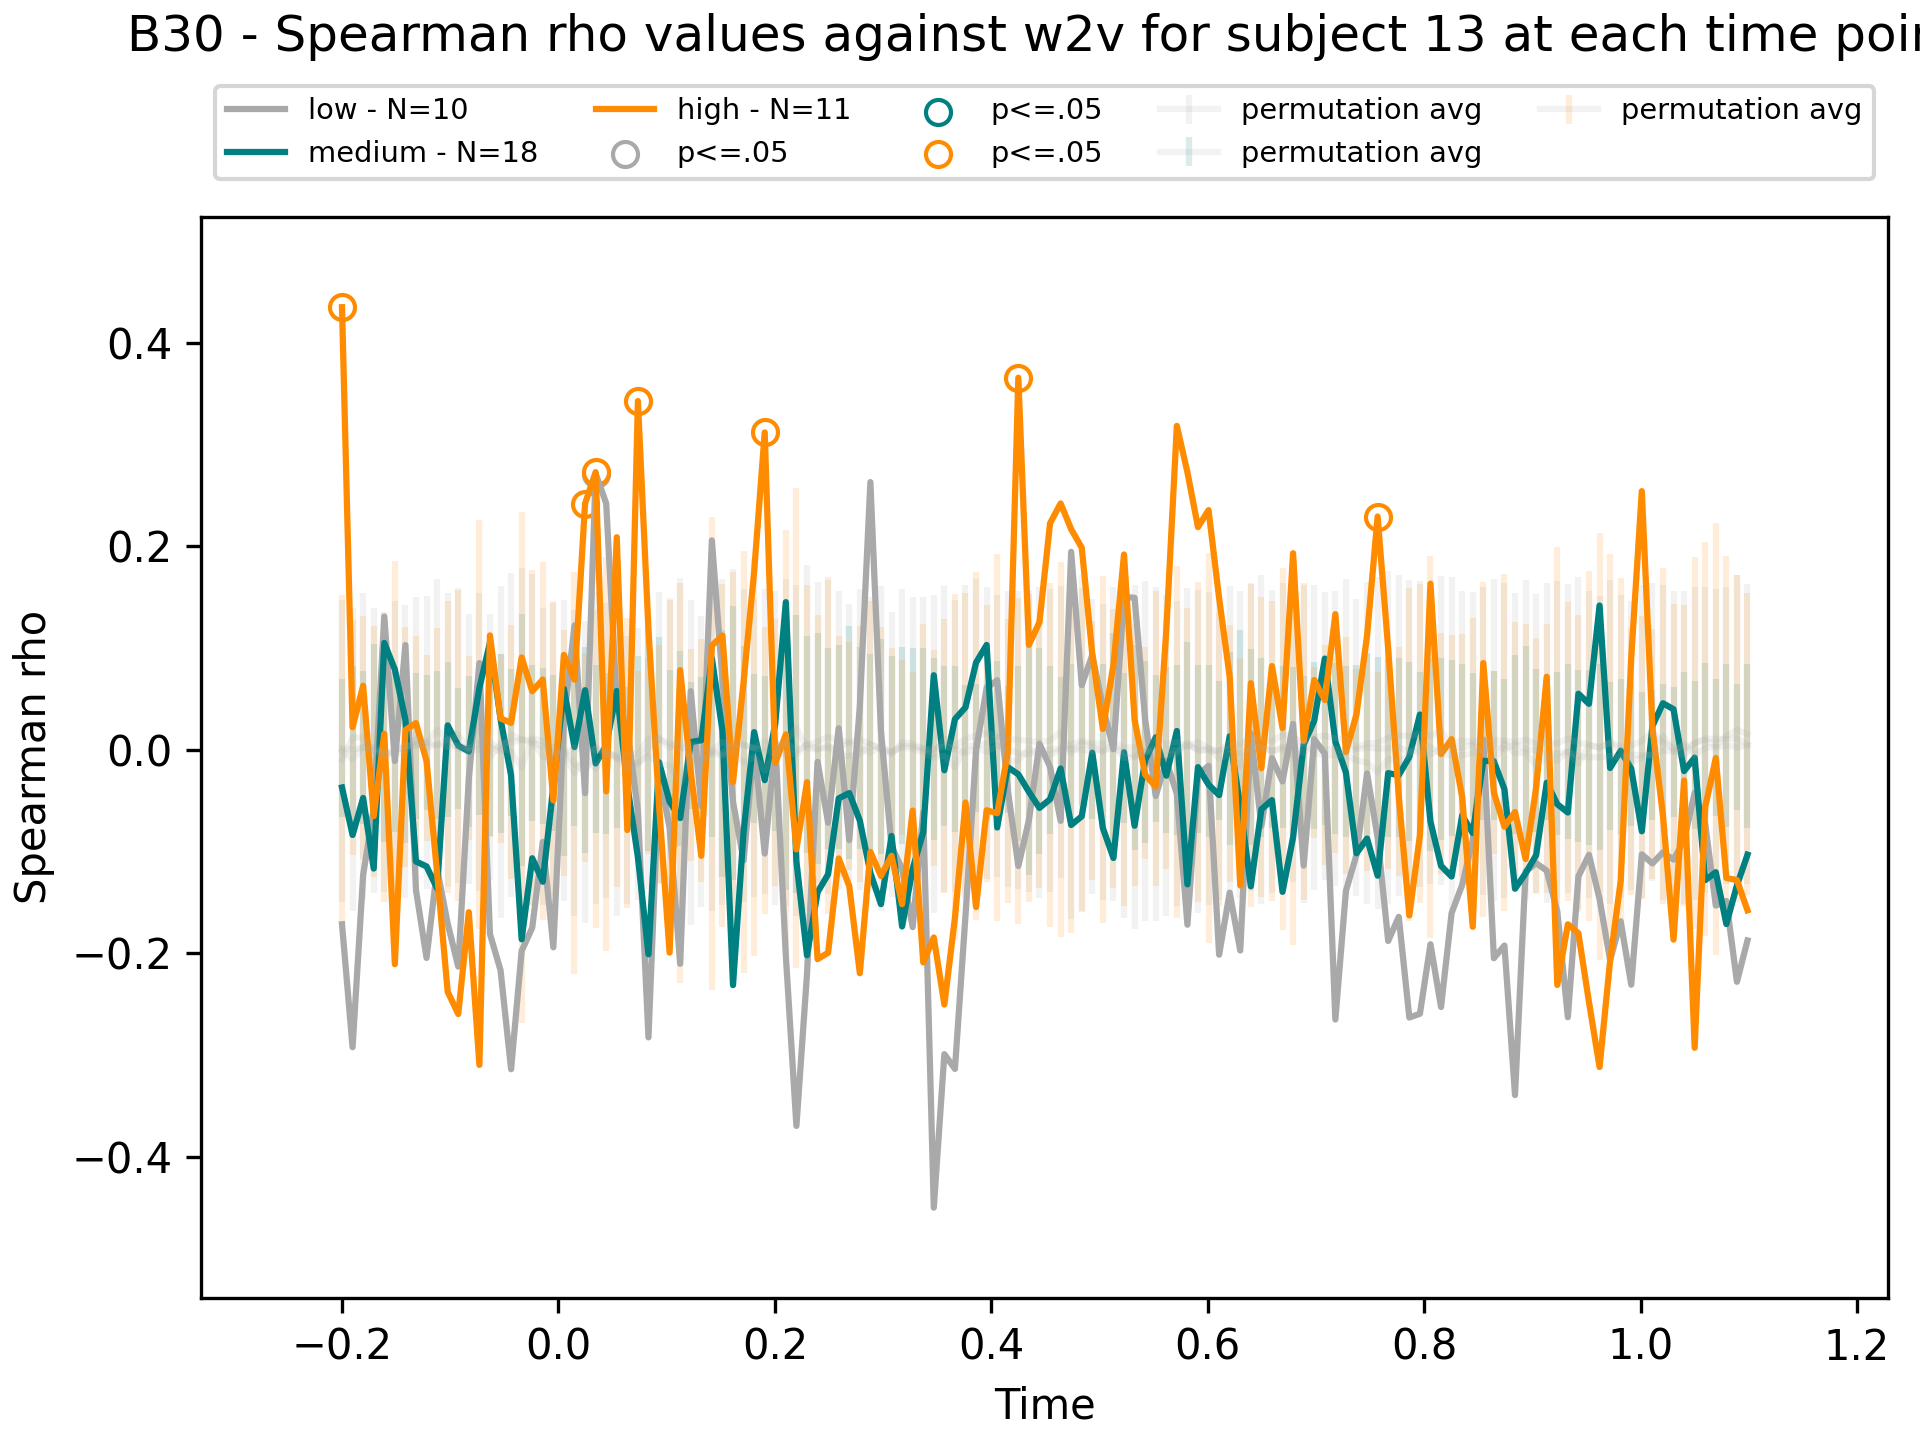 B30 - Spearman rho values against w2v for subject 13 at each time poi
low - N=10
medium - N=18
high - N=11
p<=.05
p<=.05
p<=.05
permutation avg
permutation avg
permutation avg
Spearman rho
0.4
0.2
0.0
−0.2
−0.4
−0.2 0.0 0.2 0.4 0.6 0.8 1.0 1.2
Time